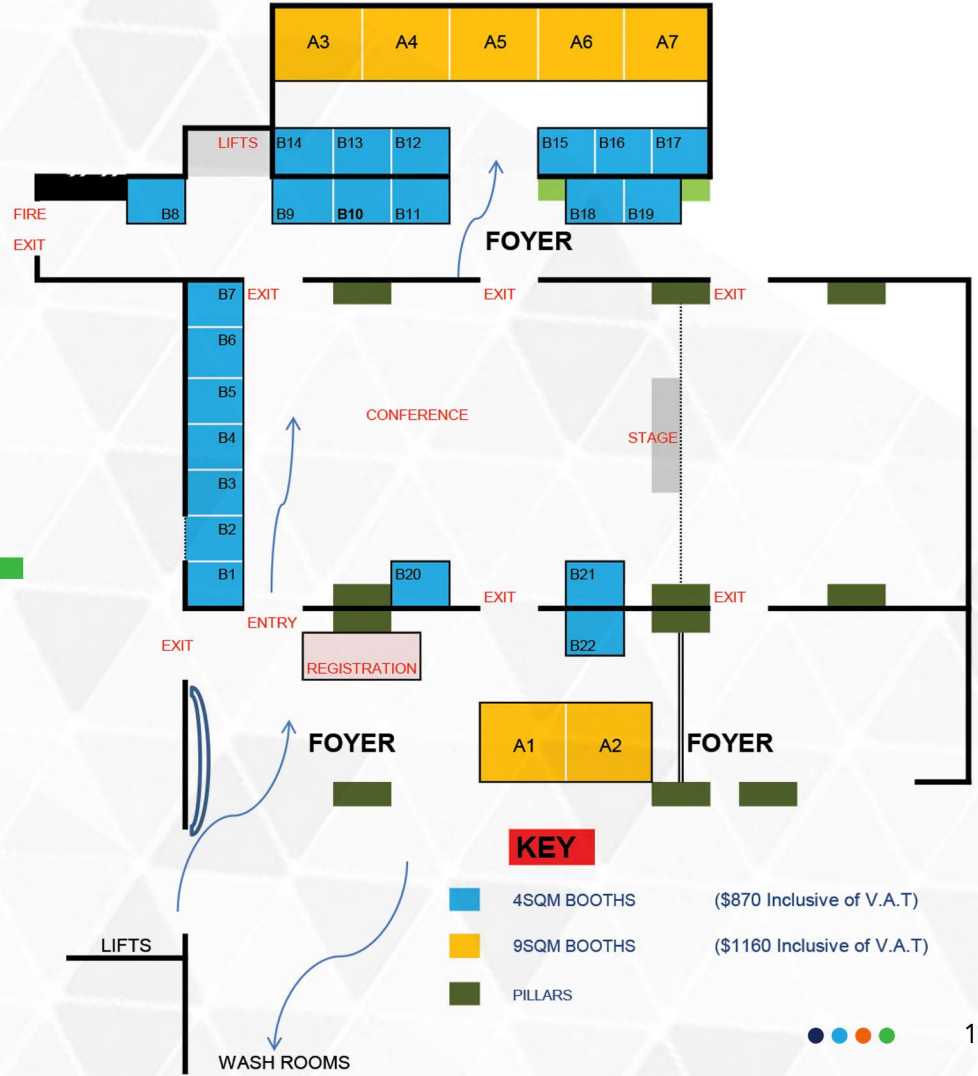 A3 A4 A5 A6 A7
LIFTS B14 B13 B12 B15 B16 B17
FIRE
EXIT
B8 B9 B10 B11 B18 B19
FOYER
B7 EXIT EXIT EXIT
B6
B5
CONFERENCE
B4 STAGE
B3
B2
B1 B20 B21
EXIT EXIT
ENTRY
EXIT B22
REGISTRATION
FOYER A1 A2 FOYER
KEY
4SQM BOOTHS ($870 Inclusive of V.A.T)
LIFTS 9SQM BOOTHS ($1160 Inclusive of V.A.T)
PILLARS
1
WASH ROOMS